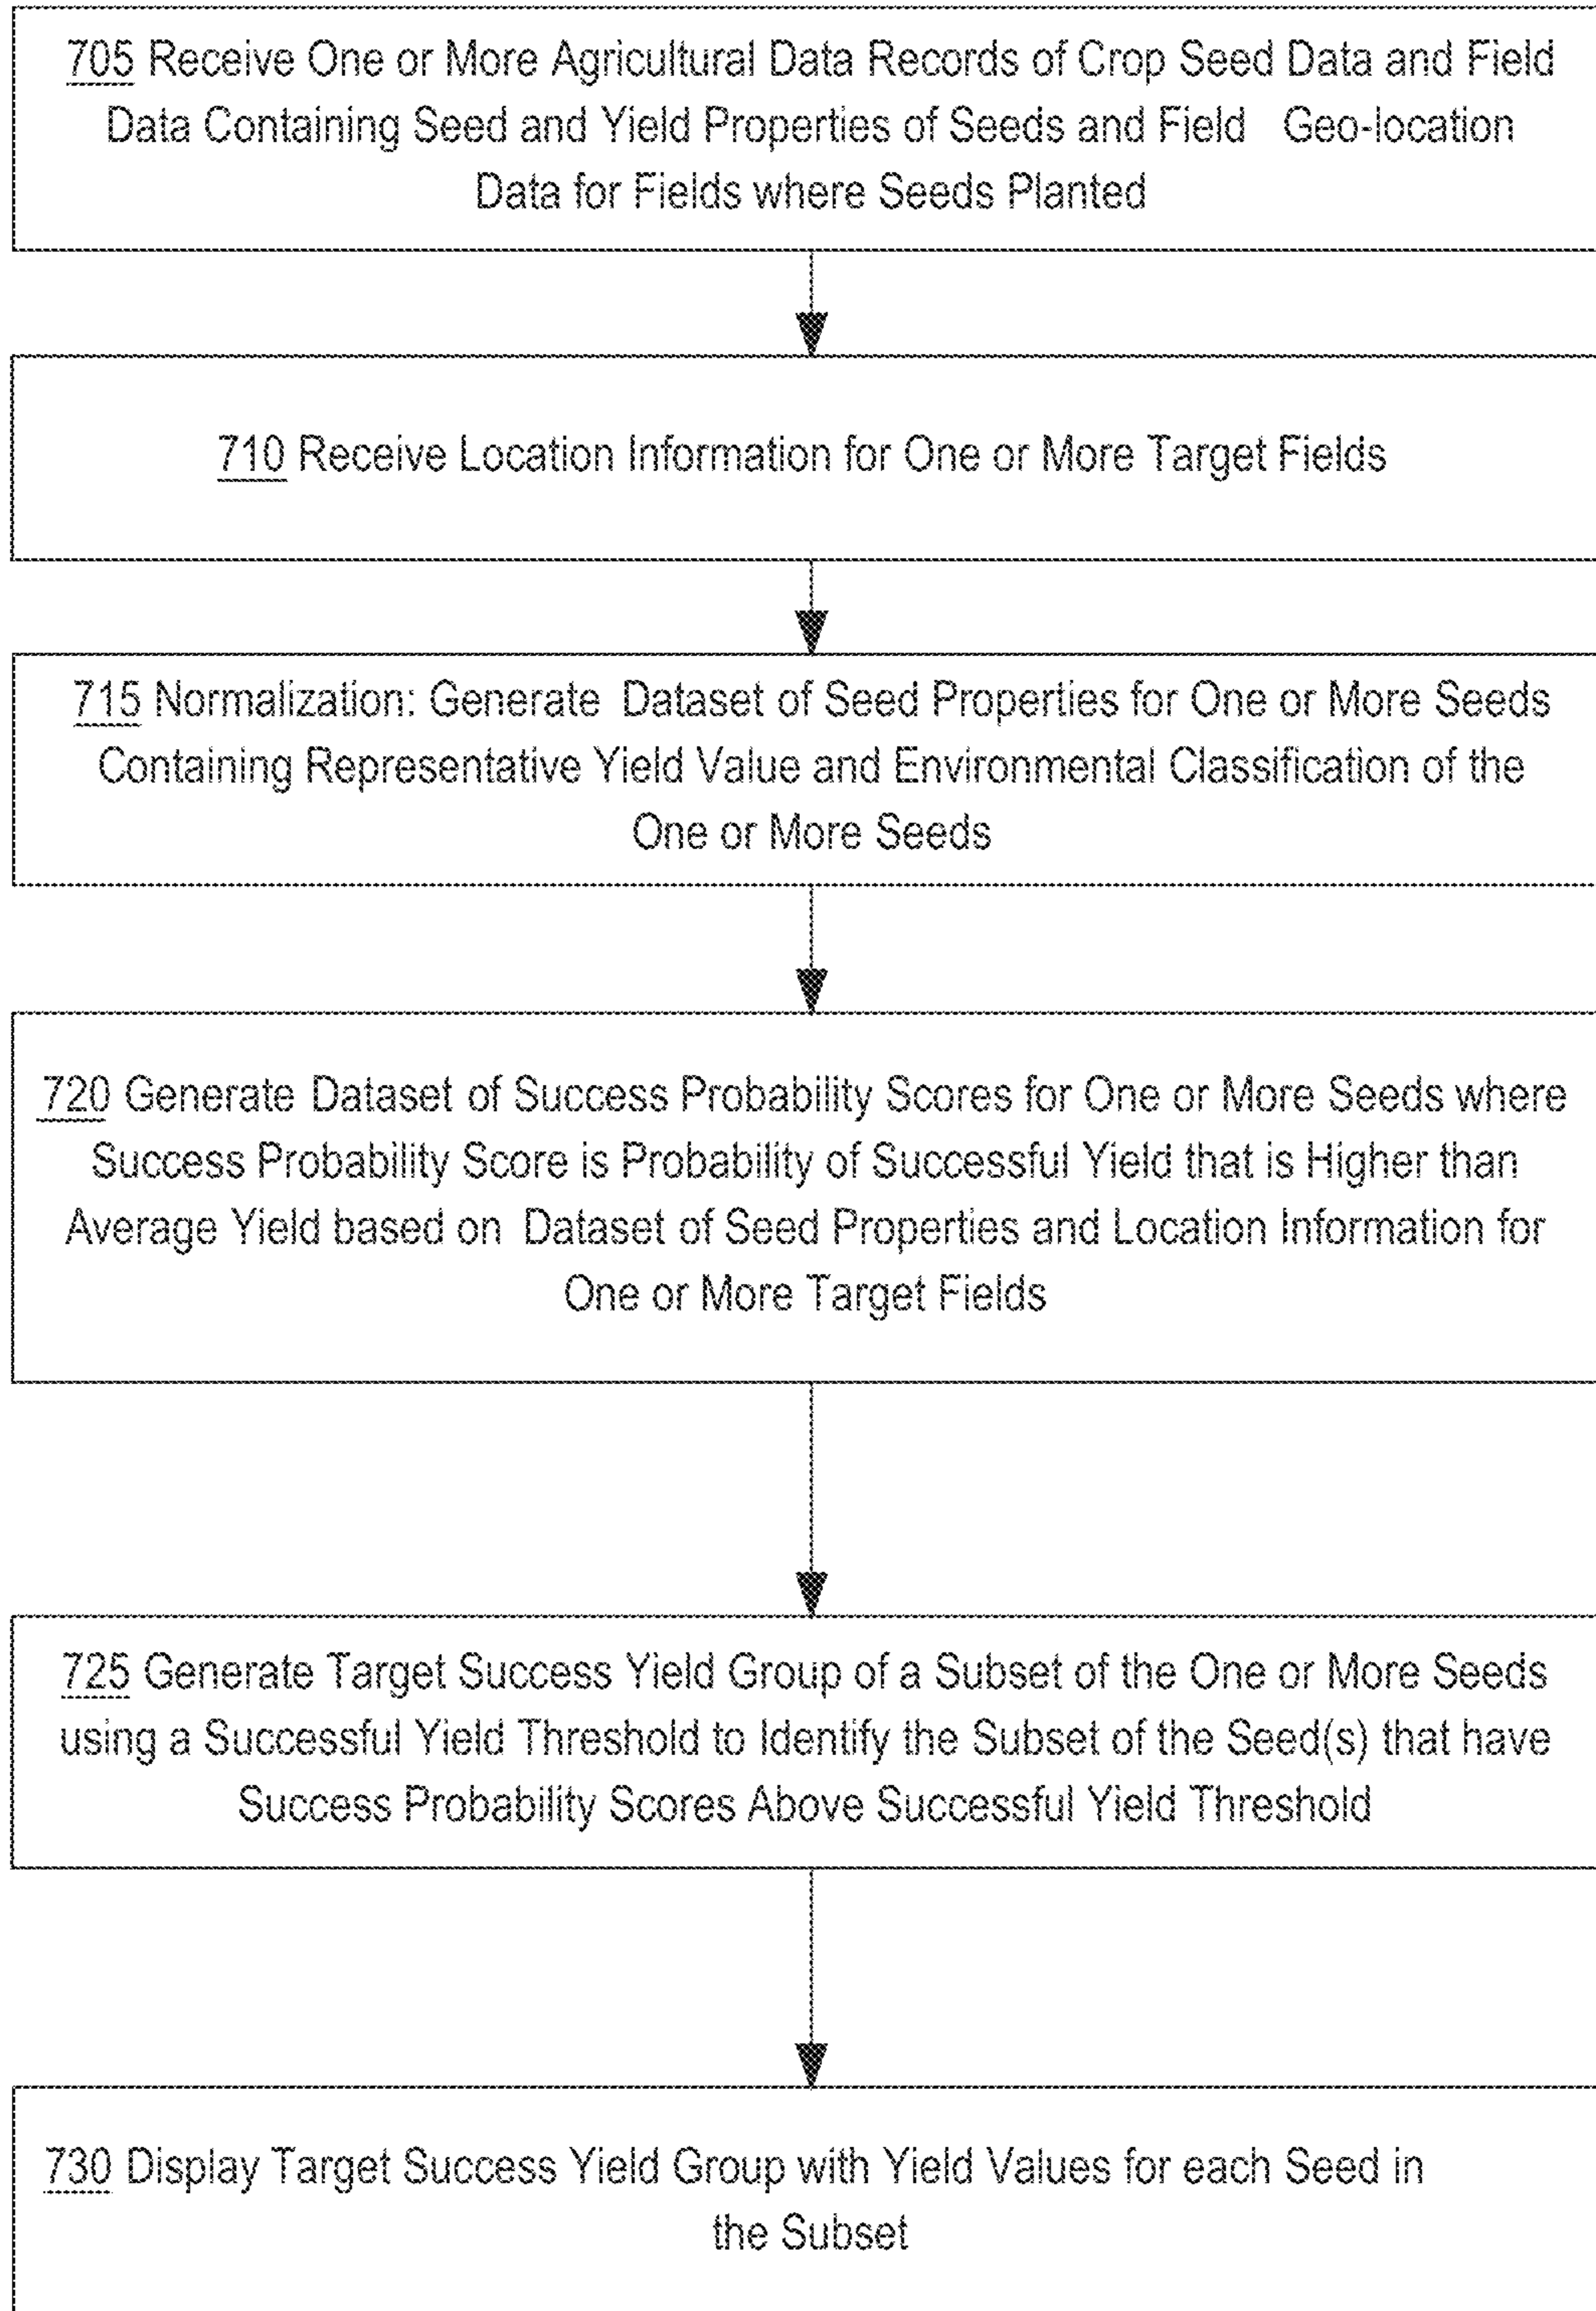 705 Receive One or More Agricultural Data Records of Crop Seed Data and Field
Data Containing Seed and Yield Properties of Seeds and Field Geo-location
Data for Fields where Seeds Planted
710 Receive Location Information for One or More Target Fields
715 Normalization: Generate Dataset of Seed Properties for One or More Seeds
Containing Representative Yield Value and Environmental Classification of the
One or More Seeds
720 Generate Dataset of Success Probability Scores for One or More Seeds where
Success Probability Score is Probability of Successful Yield that is Higher than
Average Yield based on Dataset of Seed Properties and Location Information for
One or More Target Fields
725 Generate Target Success Yield Group of a Subset of the One or More Seeds
using a Successful Yield Threshold to Identify the Subset of the Seed(s) that have
Success Probability Scores Above Successful Yield Threshold
730 Display Target Success Yield Group with Yield Values for each Seed in
the Subset